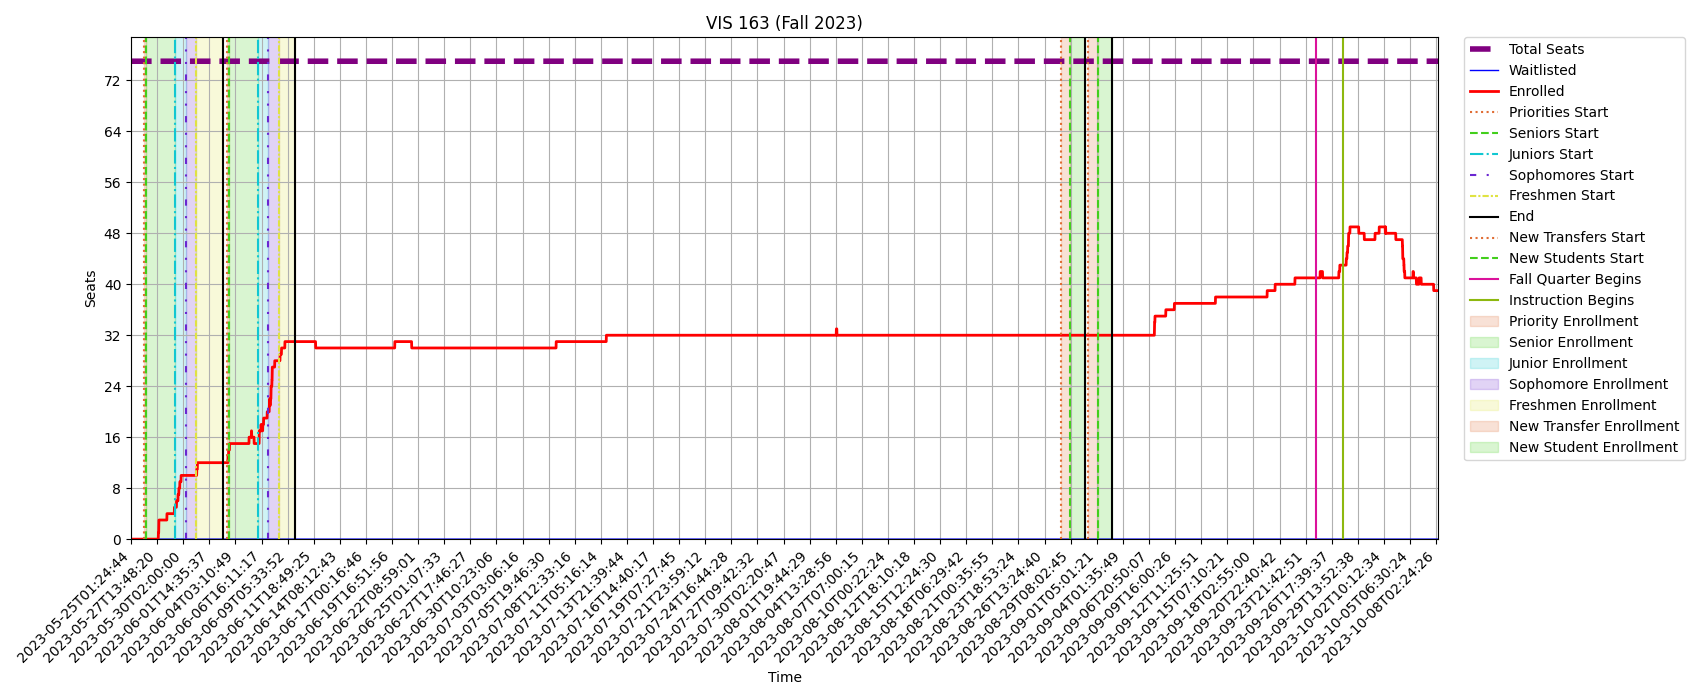 VIS 163 (Fall 2023)
Seats
72
64
56
48
40
32
24
16
8
0
2023-05-25T01:24:44
2023-05-27T13:48:20
2023-05-30T02:00:00
2023-06-01T14:35:37
2023-06-04T03:10:49
2023-06-06T16:11:17
2023-06-09T05:33:52
2023-06-11T18:49:25
2023-06-14T08:12:43
2023-06-17T00:16:46
2023-06-19T16:51:56
2023-06-22T08:59:01
2023-06-25T01:07:33
2023-06-27T17:46:27
2023-06-30T10:23:06
2023-07-03T03:06:16
2023-07-05T19:46:30
2023-07-08T12:33:16
2023-07-11T05:16:14
2023-07-13T21:39:44
2023-07-16T14:40:17
2023-07-19T07:27:45
2023-07-21T23:59:12
2023-07-24T16:44:28
2023-07-27T09:42:32
2023-07-30T02:20:47
2023-08-01T19:44:29
2023-08-04T13:28:56
2023-08-07T07:00:15
2023-08-10T00:22:24
2023-08-12T18:10:18
2023-08-15T12:24:30
2023-08-18T06:29:42
2023-08-21T00:35:55
2023-08-23T18:53:24
2023-08-26T13:24:40
2023-08-29T08:02:45
2023-09-01T05:01:21
2023-09-04T01:35:49
2023-09-06T20:50:07
2023-09-09T16:00:26
2023-09-12T11:25:51
2023-09-15T07:10:21
2023-09-18T02:55:00
2023-09-20T22:40:42
2023-09-23T21:42:51
2023-09-26T17:39:37
2023-09-29T13:52:38
2023-10-02T10:12:34
2023-10-05T06:30:24
2023-10-08T02:24:26
Time
Total Seats
Waitlisted
Enrolled
Priorities Start
Seniors Start
Juniors Start
Sophomores Start
Freshmen Start
End
New Transfers Start
New Students Start
Fall Quarter Begins
Instruction Begins
Priority Enrollment
Senior Enrollment
Junior Enrollment
Sophomore Enrollment
Freshmen Enrollment
New Transfer Enrollment
New Student Enrollment